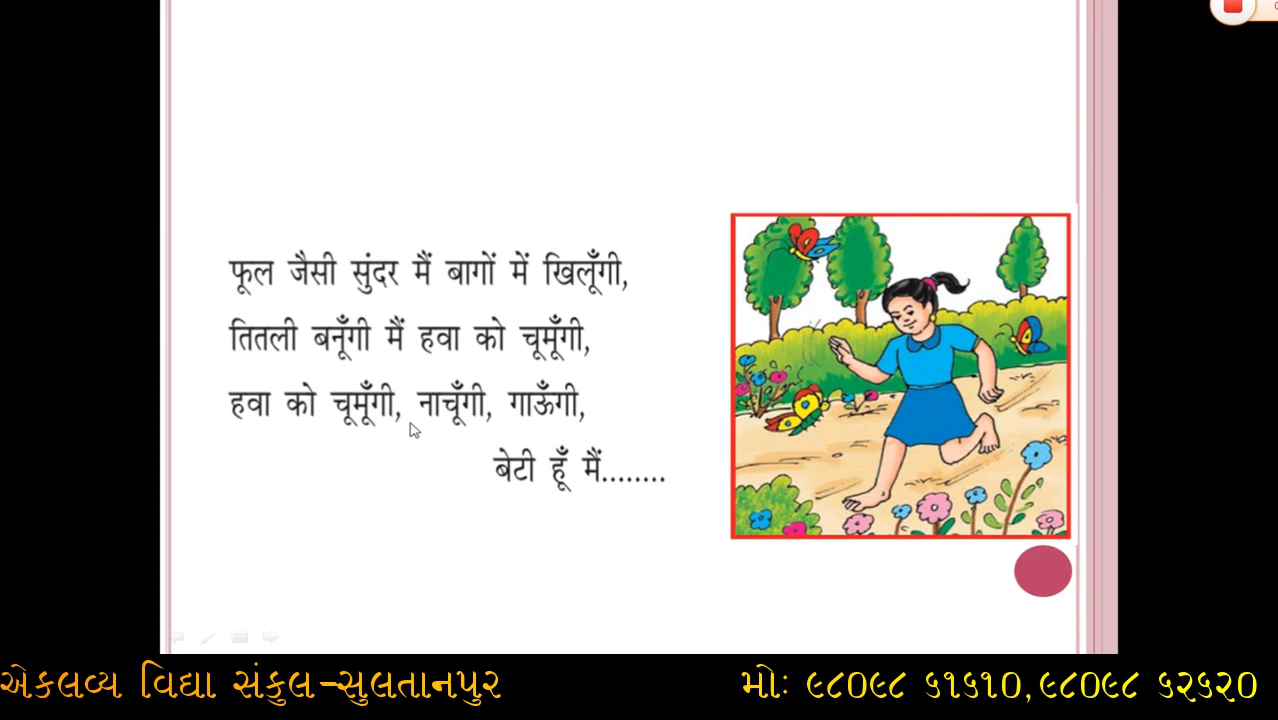 फूल जैसी सुंदर मैं बागों में खिलूँगी,
तितली बनूँगी मैं हवा को चूमूँगी,
हवा को चूमूँगी, नाचूँगी, गाऊँगी,
बेटी हूँ मैं........
એકલવ્ય વિદ્યા સંકુલ-સુલતાનપુર
મોઃ ૯૮૦૯૮ ૬૧૬૧૦,૯૮૦૯૮ ૬૨૬૨૦